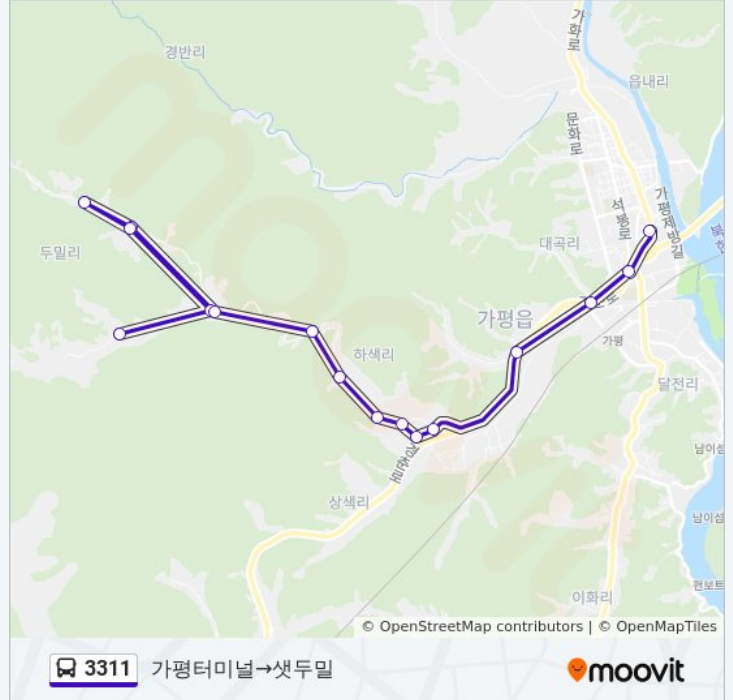 가화로
경반리
읍내리
문화로
석봉로
가평제방길
북한
대곡리
두밀리
가평읍
가평
하색리
달전리
남이섬
상색리
남이섬
이화리
© OpenStreetMap contributors | © OpenMapTiles
3311 가평터미널→샛두밀
moovit